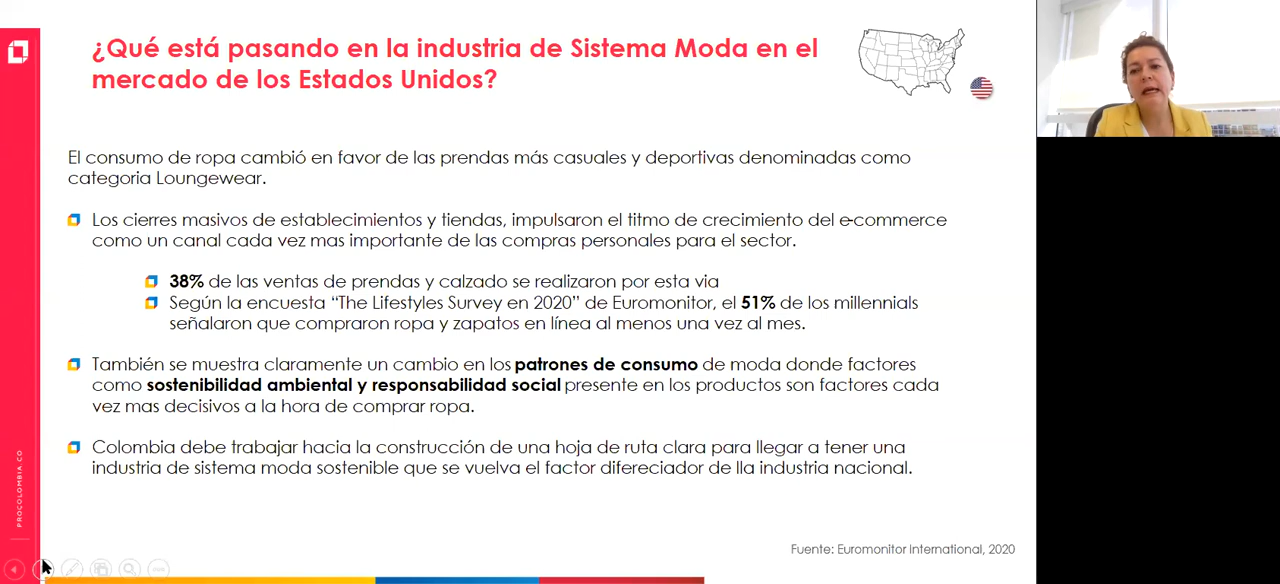 ¿Qué está pasando en la industria de Sistema Moda en el
mercado de los Estados Unidos?
El consumo de ropa cambió en favor de las prendas más casuales y deportivas denominadas como
categoria Loungewear.
Los cierres masivos de establecimientos y tiendas, impulsaron el titmo de crecimiento del e-commerce
como un canal cada vez mas importante de las compras personales para el sector.
38% de las ventas de prendas y calzado se realizaron por esta via
Según la encuesta “The Lifestyles Survey en 2020” de Euromonitor, el 51% de los millennials
señalaron que compraron ropa y zapatos en línea al menos una vez al mes.
También se muestra claramente un cambio en los patrones de consumo de moda donde factores
como sostenibilidad ambiental y responsabilidad social presente en los productos son factores cada
vez mas decisivos a la hora de comprar ropa.
Colombia debe trabajar hacia la construcción de una hoja de ruta clara para llegar a tener una
industria de sistema moda sostenible que se vuelva el factor difereciador de lla industria nacional.
Fuente: Euromonitor International, 2020
PROCOLOMBIA.CO